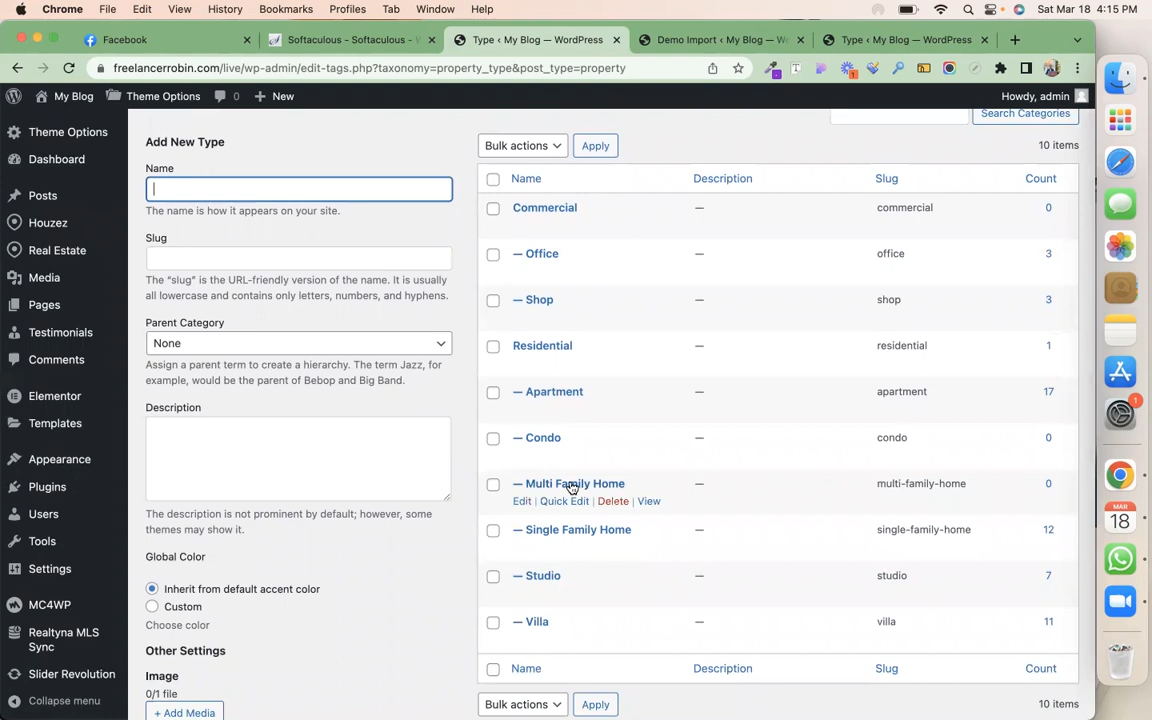 Chrome File Edit View History Bookmarks Profiles Tab Window Help Sat Mar 18 4:15 PM
Facebook Softaculous - Softaculous - V Type ‹ My Blog — WordPress Demo Import ‹ My Blog — W Type ‹ My Blog — WordPress
freelancerrobin.com/live/wp-admin/edit-tags.php?taxonomy=property_type&post_type=property
My Blog Theme Options 0 New Howdy, admin
Search Categories
Theme Options
Dashboard
Posts
Houzez
Real Estate
Media
Pages
Testimonials
Comments
Elementor
Templates
Appearance
Plugins
Users
Tools
Settings
MC4WP
Realtyna MLS
Sync
Slider Revolution
Collapse menu
Add New Type
Name
The name is how it appears on your site.
Slug
The “slug” is the URL-friendly version of the name. It is usually
all lowercase and contains only letters, numbers, and hyphens.
Parent Category
None
Assign a parent term to create a hierarchy. The term Jazz, for
example, would be the parent of Bebop and Big Band.
Description
The description is not prominent by default; however, some
themes may show it.
Global Color
Inherit from default accent color
Custom
Choose color
Other Settings
Image
0/1 file
+ Add Media
Bulk actions Apply 10 items
Name Description Slug Count
Commercial — commercial 0
— Office — office 3
— Shop — shop 3
Residential — residential 1
— Apartment — apartment 17
— Condo — condo 0
— Multi Family Home — multi-family-home 0
Edit | Quick Edit | Delete | View
— Single Family Home — single-family-home 12
— Studio — studio 7
— Villa — villa 11
Name Description Slug Count
Bulk actions Apply 10 items
1
MAR
18